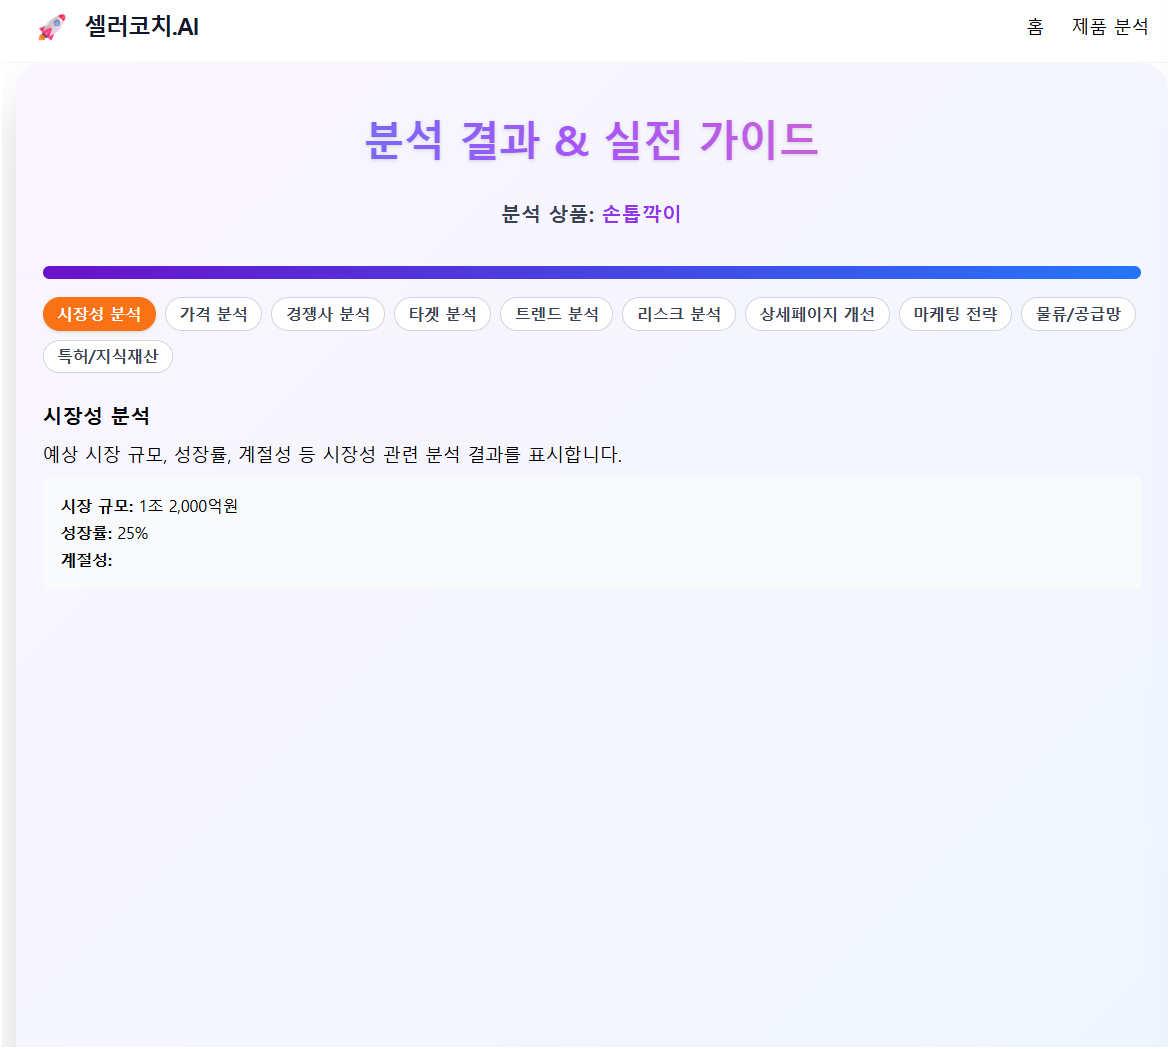 셀러코치.AI
홈 제품 분석
분석 결과 & 실전 가이드
분석 상품: 손톱깍이
시장성 분석 가격 분석 경쟁사 분석 타겟 분석 트렌드 분석 리스크 분석 상세페이지 개선 마케팅 전략 물류/공급망
특허/지식재산
시장성 분석
예상 시장 규모, 성장률, 계절성 등 시장성 관련 분석 결과를 표시합니다.
시장 규모: 1조 2,000억원
성장률: 25%
계절성: